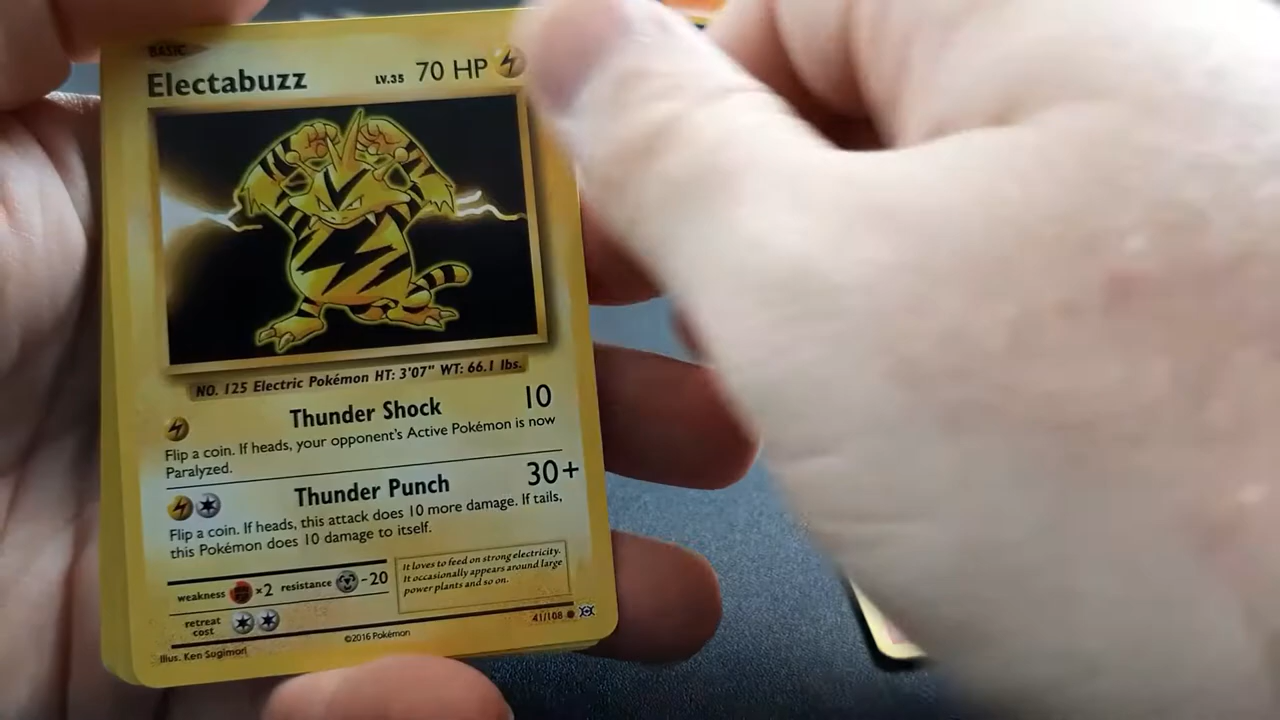 BASIC
Electabuzz LV.35 70 HP
NO. 125 Electric Pokémon HT: 3'07" WT: 66.1 lbs.
Thunder Shock 10
Flip a coin. If heads, your opponent's Active Pokémon is now
Paralyzed.
Thunder Punch 30+
Flip a coin. If heads, this attack does 10 more damage. If tails,
this Pokémon does 10 damage to itself.
weakness ×2 resistance -20
retreat
cost
It loves to feed on strong electricity.
It occasionally appears around large
power plants and so on.
41/108
Illus. Ken Sugimori ©2016 Pokémon